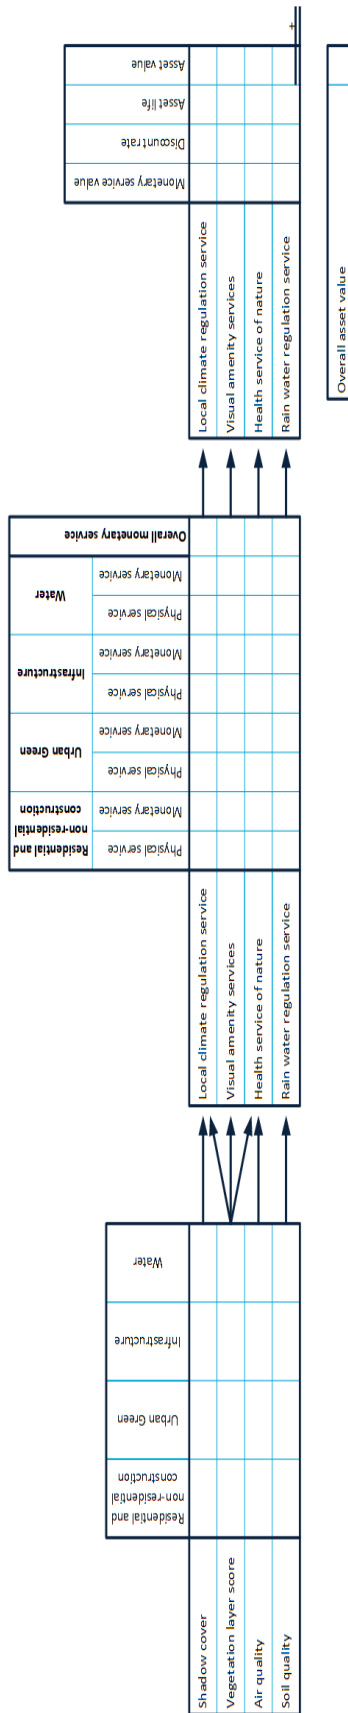 Residential and
non-residential
construction
Urban Green
Infrastructure
Water
Shadow cover
Vegetation layer score
Air quality
Soil quality
Residential and
non-residential
construction
Urban Green
Infrastructure
Water
Overall monetary service
Physical service
Monetary service
Physical service
Monetary service
Physical service
Monetary service
Physical service
Monetary service
Local climate regulation service
Visual amenity services
Health service of nature
Rain water regulation service
Monetary service value
Discount rate
Asset life
Asset value
Local climate regulation service
Visual amenity services
Health service of nature
Rain water regulation service
+
Overall asset value